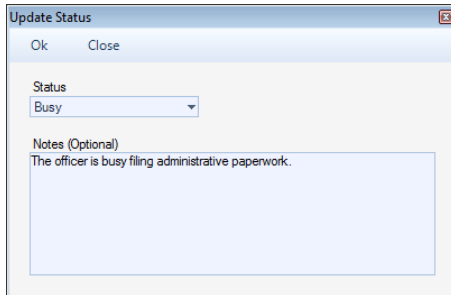 Update Status
Ok Close
Status
Busy
Notes (Optional)
The officer is busy filing administrative paperwork.